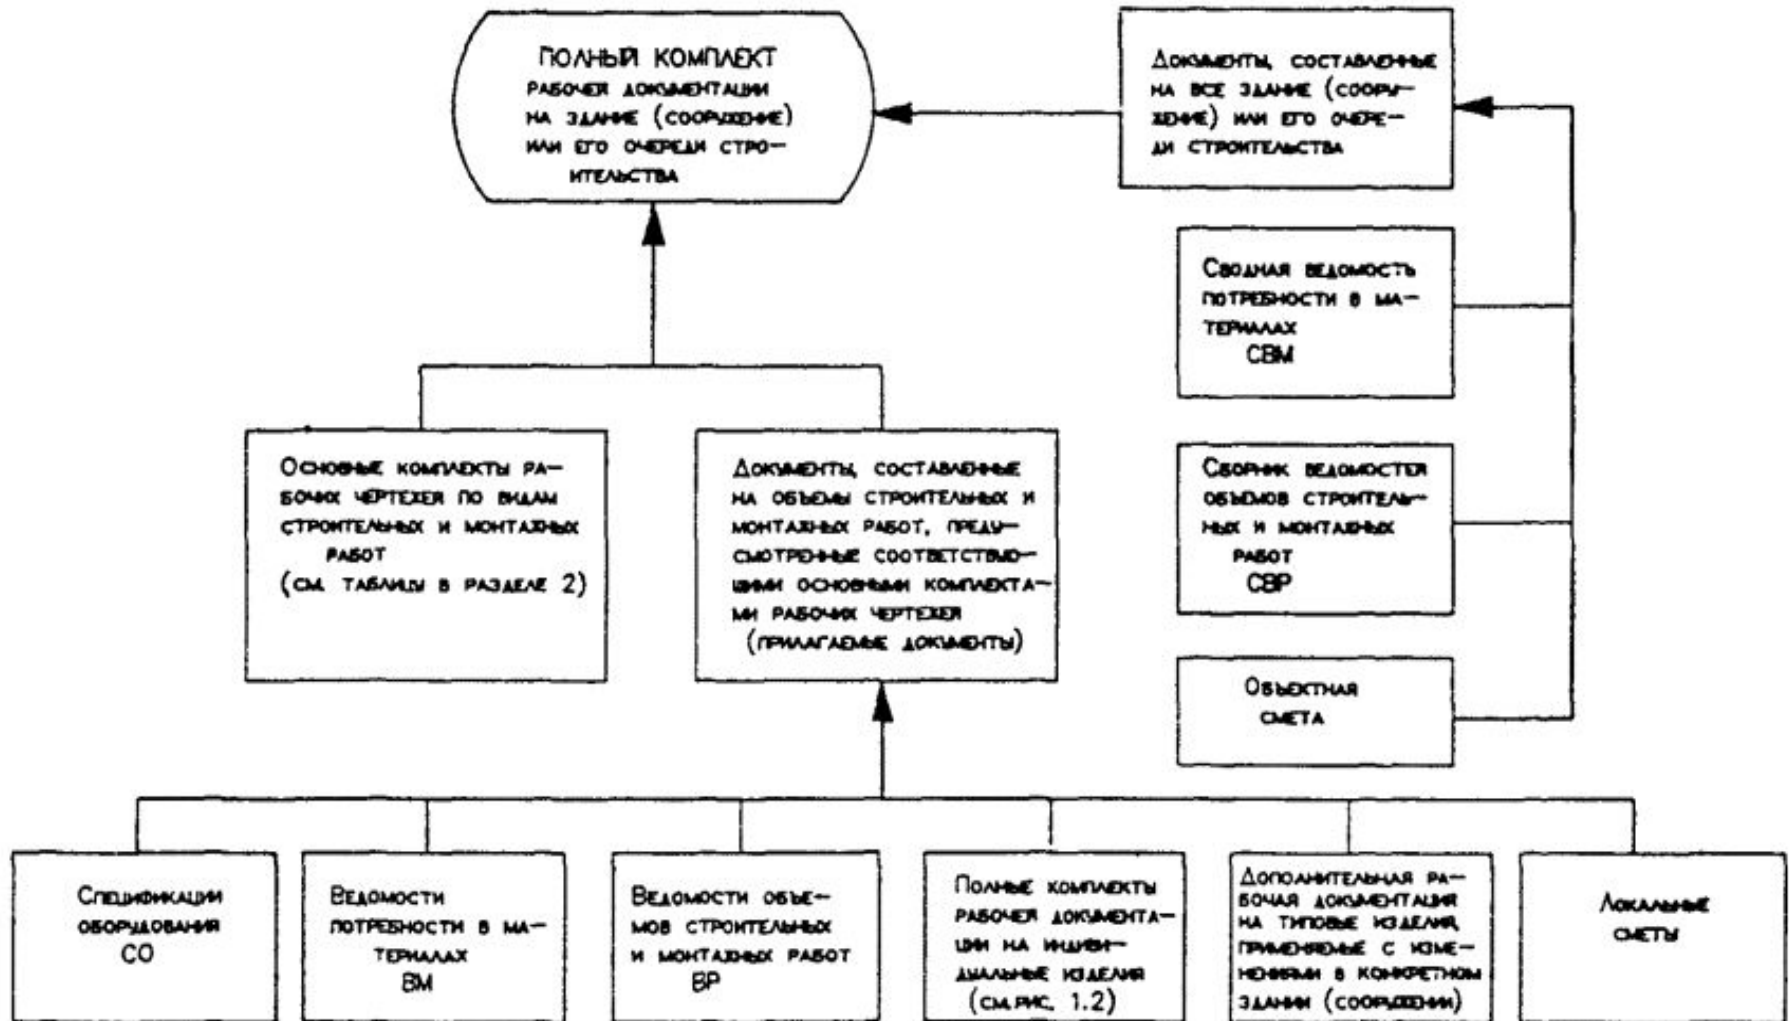 ПОЛНЫЙ КОМПЛЕКТ
РАБОЧЕЙ ДОКУМЕНТАЦИИ
НА ЗДАНИЕ (СООРУЖЕНИЕ)
ИЛИ ЕГО ОЧЕРЕДИ СТРО–
ИТЕЛЬСТВА
ДОКУМЕНТЫ, СОСТАВЛЕННЫЕ
НА ВСЕ ЗДАНИЕ (СООРУ–
ЖЕНИЕ) ИЛИ ЕГО ОЧЕРЕ–
ДИ СТРОИТЕЛЬСТВА
СВОДНАЯ ВЕДОМОСТЬ
ПОТРЕБНОСТИ В МА–
ТЕРИАЛАХ
СВМ
ОСНОВНЫЕ КОМПЛЕКТЫ РА–
БОЧИХ ЧЕРТЕЖЕЙ ПО ВИДАМ
СТРОИТЕЛЬНЫХ И МОНТАЖНЫХ
РАБОТ
(СМ. ТАБЛИЦЫ В РАЗДЕЛЕ 2)
ДОКУМЕНТЫ, СОСТАВЛЕННЫЕ
НА ОБЪЕМЫ СТРОИТЕЛЬНЫХ И
МОНТАЖНЫХ РАБОТ, ПРЕДУ–
СМОТРЕННЫЕ СООТВЕТСТВУЮ–
ЩИМИ ОСНОВНЫМИ КОМПЛЕКТА–
МИ РАБОЧИХ ЧЕРТЕЖЕЙ
(ПРИЛАГАЕМЫЕ ДОКУМЕНТЫ)
СБОРНИК ВЕДОМОСТЕЙ
ОБЪЕМОВ СТРОИТЕЛЬ–
НЫХ И МОНТАЖНЫХ
РАБОТ
СВР
ОБЪЕКТНАЯ
СМЕТА
СПЕЦИФИКАЦИИ
ОБОРУДОВАНИЯ
СО
ВЕДОМОСТИ
ПОТРЕБНОСТИ В МА–
ТЕРИАЛАХ
ВМ
ВЕДОМОСТИ ОБЪЕ–
МОВ СТРОИТЕЛЬНЫХ
И МОНТАЖНЫХ РАБОТ
ВР
ПОЛНЫЕ КОМПЛЕКТЫ
РАБОЧЕЙ ДОКУМЕНТА–
ЦИИ НА ИНДИВИ–
ДУАЛЬНЫЕ ИЗДЕЛИЯ
(СМ.РИС. 1.2)
ДОПОЛНИТЕЛЬНАЯ РА–
БОЧАЯ ДОКУМЕНТАЦИЯ
НА ТИПОВЫЕ ИЗДЕЛИЯ,
ПРИМЕНЯЕМЫЕ С ИЗМЕ–
НЕНИЯМИ В КОНКРЕТНОМ
ЗДАНИИ (СООРУЖЕНИИ)
ЛОКАЛЬНЫЕ
СМЕТЫ